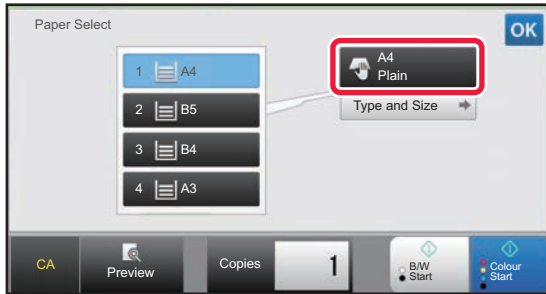 Paper Select
OK
1 A4
2 B5
3 B4
4 A3
A4
Plain
Type and Size
CA
Preview
Copies
1
B/W
Start
Colour
Start